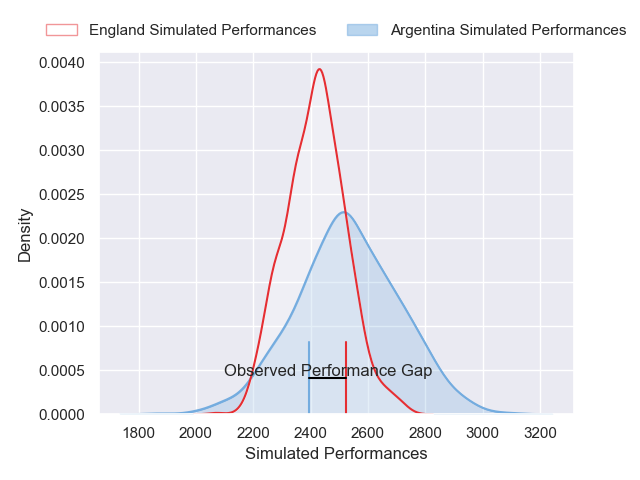 England Simulated Performances
Argentina Simulated Performances
0.0040
0.0035
0.0030
0.0025
0.0020
0.0015
0.0010
0.0005
0.0000
Density
Observed Performance Gap
1800 2000 2200 2400 2600 2800 3000 3200
Simulated Performances